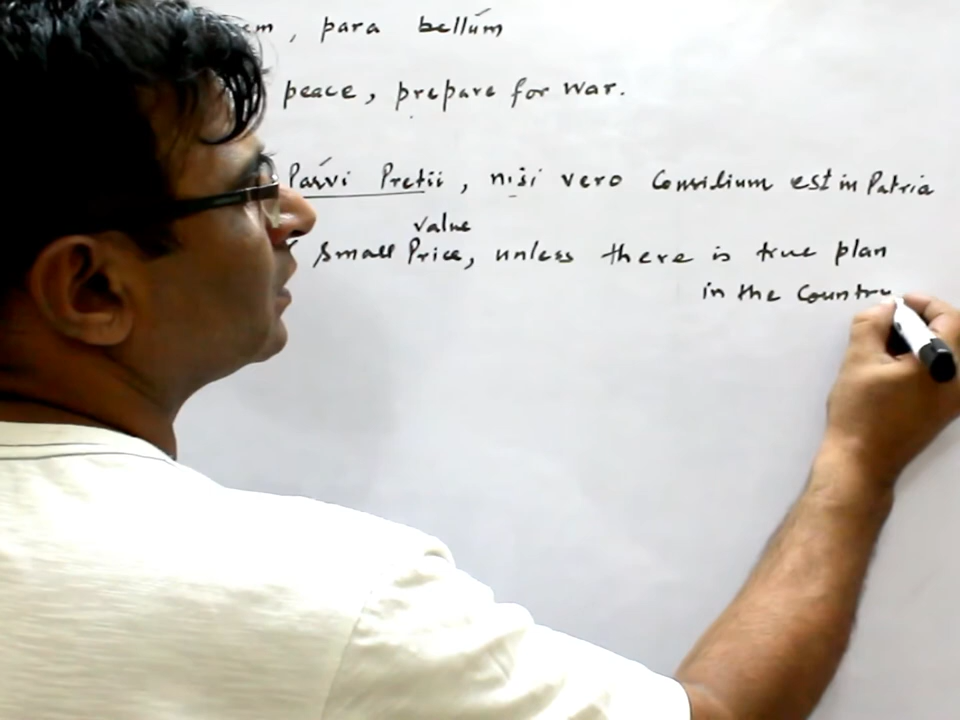 em, para bellúm
peace, prepare for war.
Parvi Pretii, nisi vero Consilium est in Patria
value
small Price, unless there is true plan
in the Country